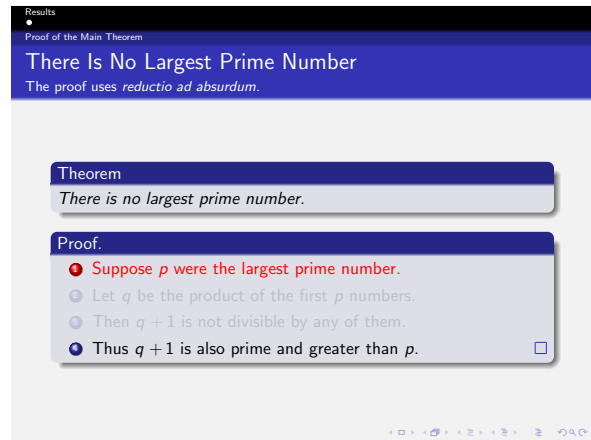 Results
Proof of the Main Theorem
There Is No Largest Prime Number
The proof uses reductio ad absurdum.
Theorem
There is no largest prime number.
Proof.
1 Suppose p were the largest prime number.
2 Let q be the product of the first p numbers.
3 Then q + 1 is not divisible by any of them.
4 Thus q + 1 is also prime and greater than p. □